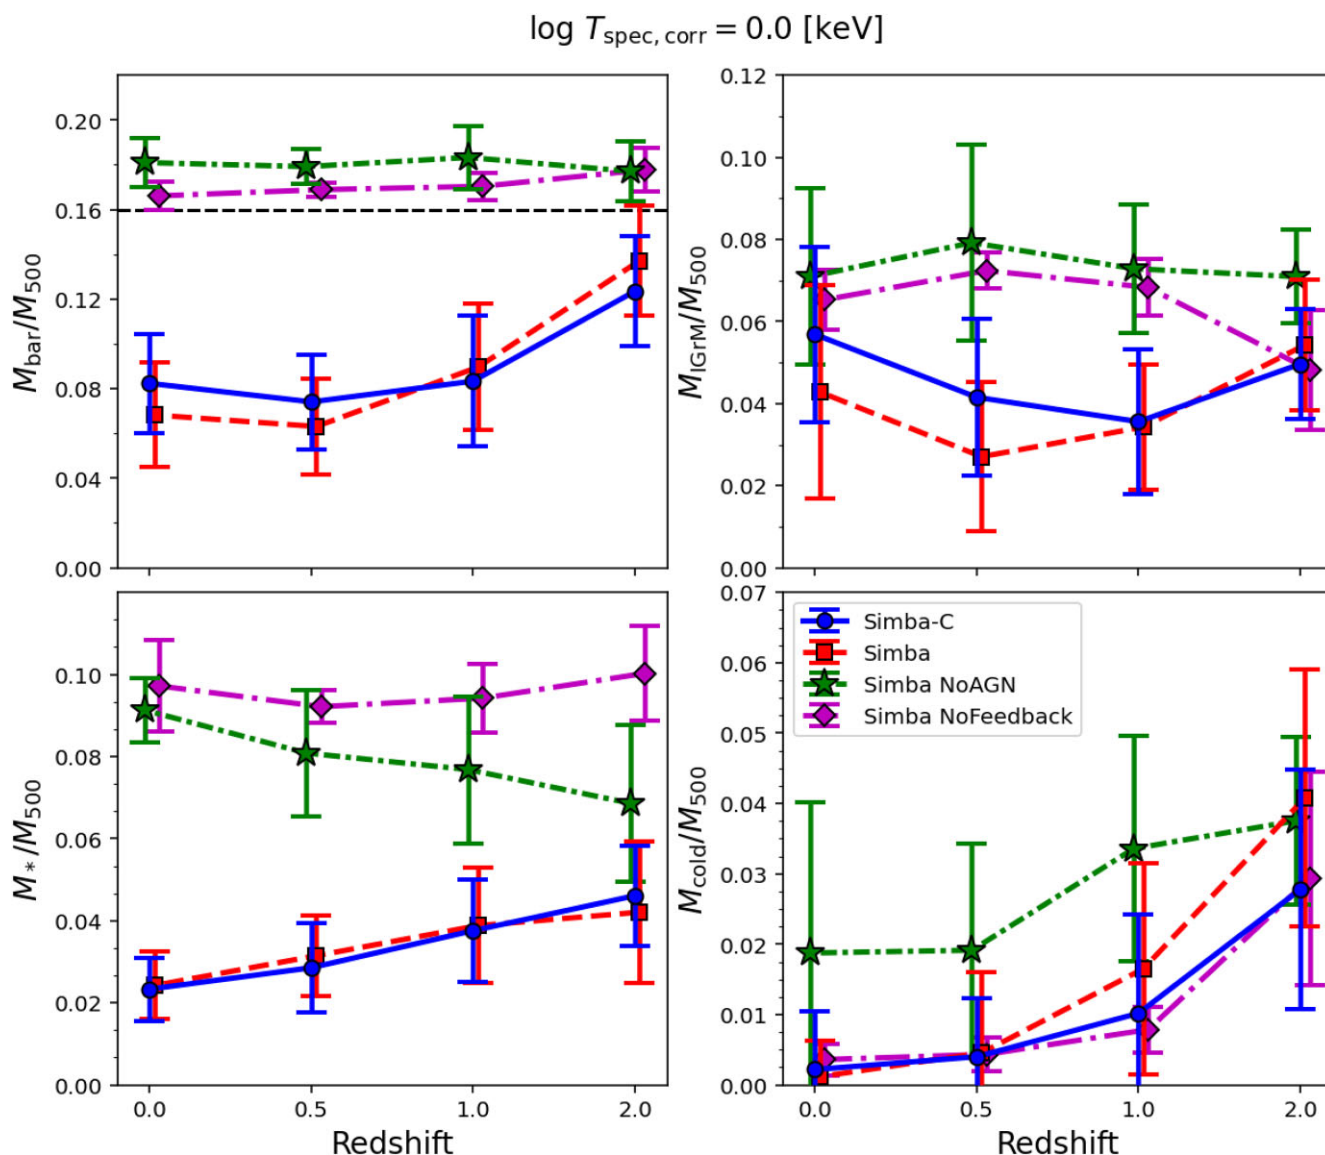 log T_spec, corr = 0.0 [keV]
M_bar/M_500
0.20
0.16
0.12
0.08
0.04
0.00
M_IGrM/M_500
0.12
0.10
0.08
0.06
0.04
0.02
0.00
M_*/M_500
0.10
0.08
0.06
0.04
0.02
0.00
0.0 0.5 1.0 2.0
Redshift
M_cold/M_500
0.07
0.06
0.05
0.04
0.03
0.02
0.01
0.00
Simba-C
Simba
Simba NoAGN
Simba NoFeedback
0.0 0.5 1.0 2.0
Redshift